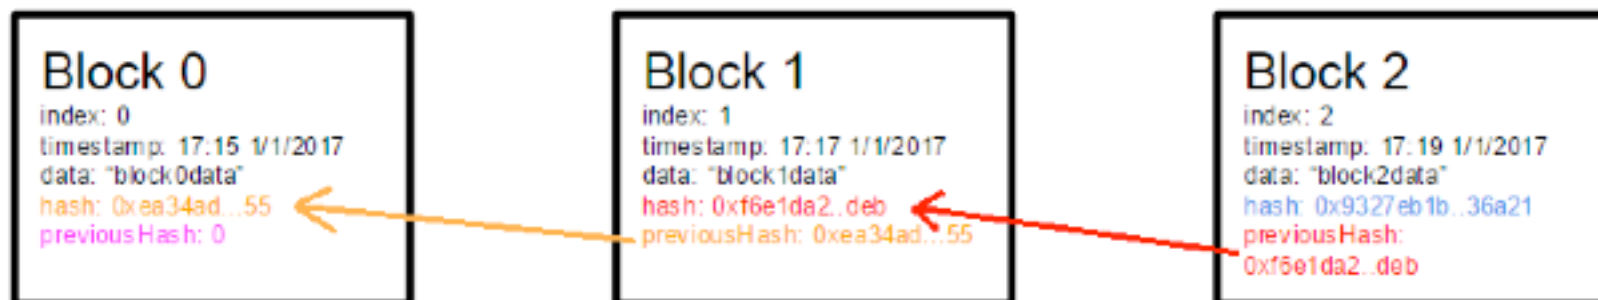 Block 0
index: 0
timestamp: 17:15 1/1/2017
data: "block0data"
hash: 0xea34ad...55
previousHash: 0
Block 1
index: 1
timestamp: 17:17 1/1/2017
data: "block1data"
hash: 0xf6e1da2..deb
previousHash: 0xea34ad...55
Block 2
index: 2
timestamp: 17:19 1/1/2017
data: "block2data"
hash: 0x9327eb1b..36a21
previousHash:
0xf6e1da2..deb